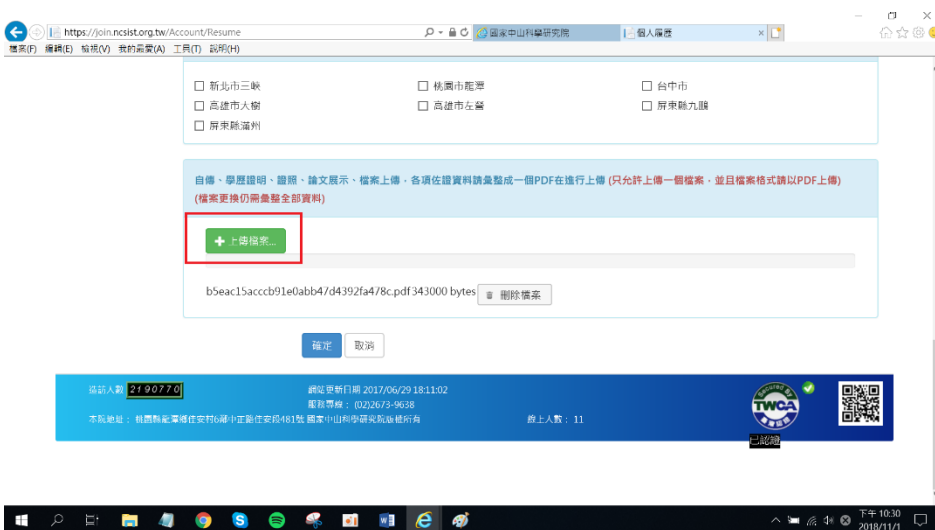 https://join.ncsist.org.tw/Account/Resume
國家中山科學研究院
個人履歷
檔案(F) 編輯(E) 檢視(V) 我的最愛(A) 工具(T) 說明(H)
新北市三峽
桃園市龍潭
台中市
高雄市大樹
高雄市左營
屏東縣九鵬
屏東縣滿州
自傳、學歷證明、證照、論文展示、檔案上傳，各項佐證資料請彙整成一個PDF在進行上傳 (只允許上傳一個檔案，並且檔案格式請以PDF上傳)
(檔案更換仍需彙整全部資料)
上傳檔案...
b5eac15acccb91e0abb47d4392fa478c.pdf 343000 bytes 刪除檔案
確定 取消
造訪人數 2190770
網站更新日期 2017/06/29 18:11:02
服務專線： (02)2673-9638
本院地址： 桃園縣龍潭鄉佳安村6鄰中正路佳安段481號 國家中山科學研究院版權所有
線上人數： 11
Secured By
TWCA
已認證
下午 10:30
2018/11/1